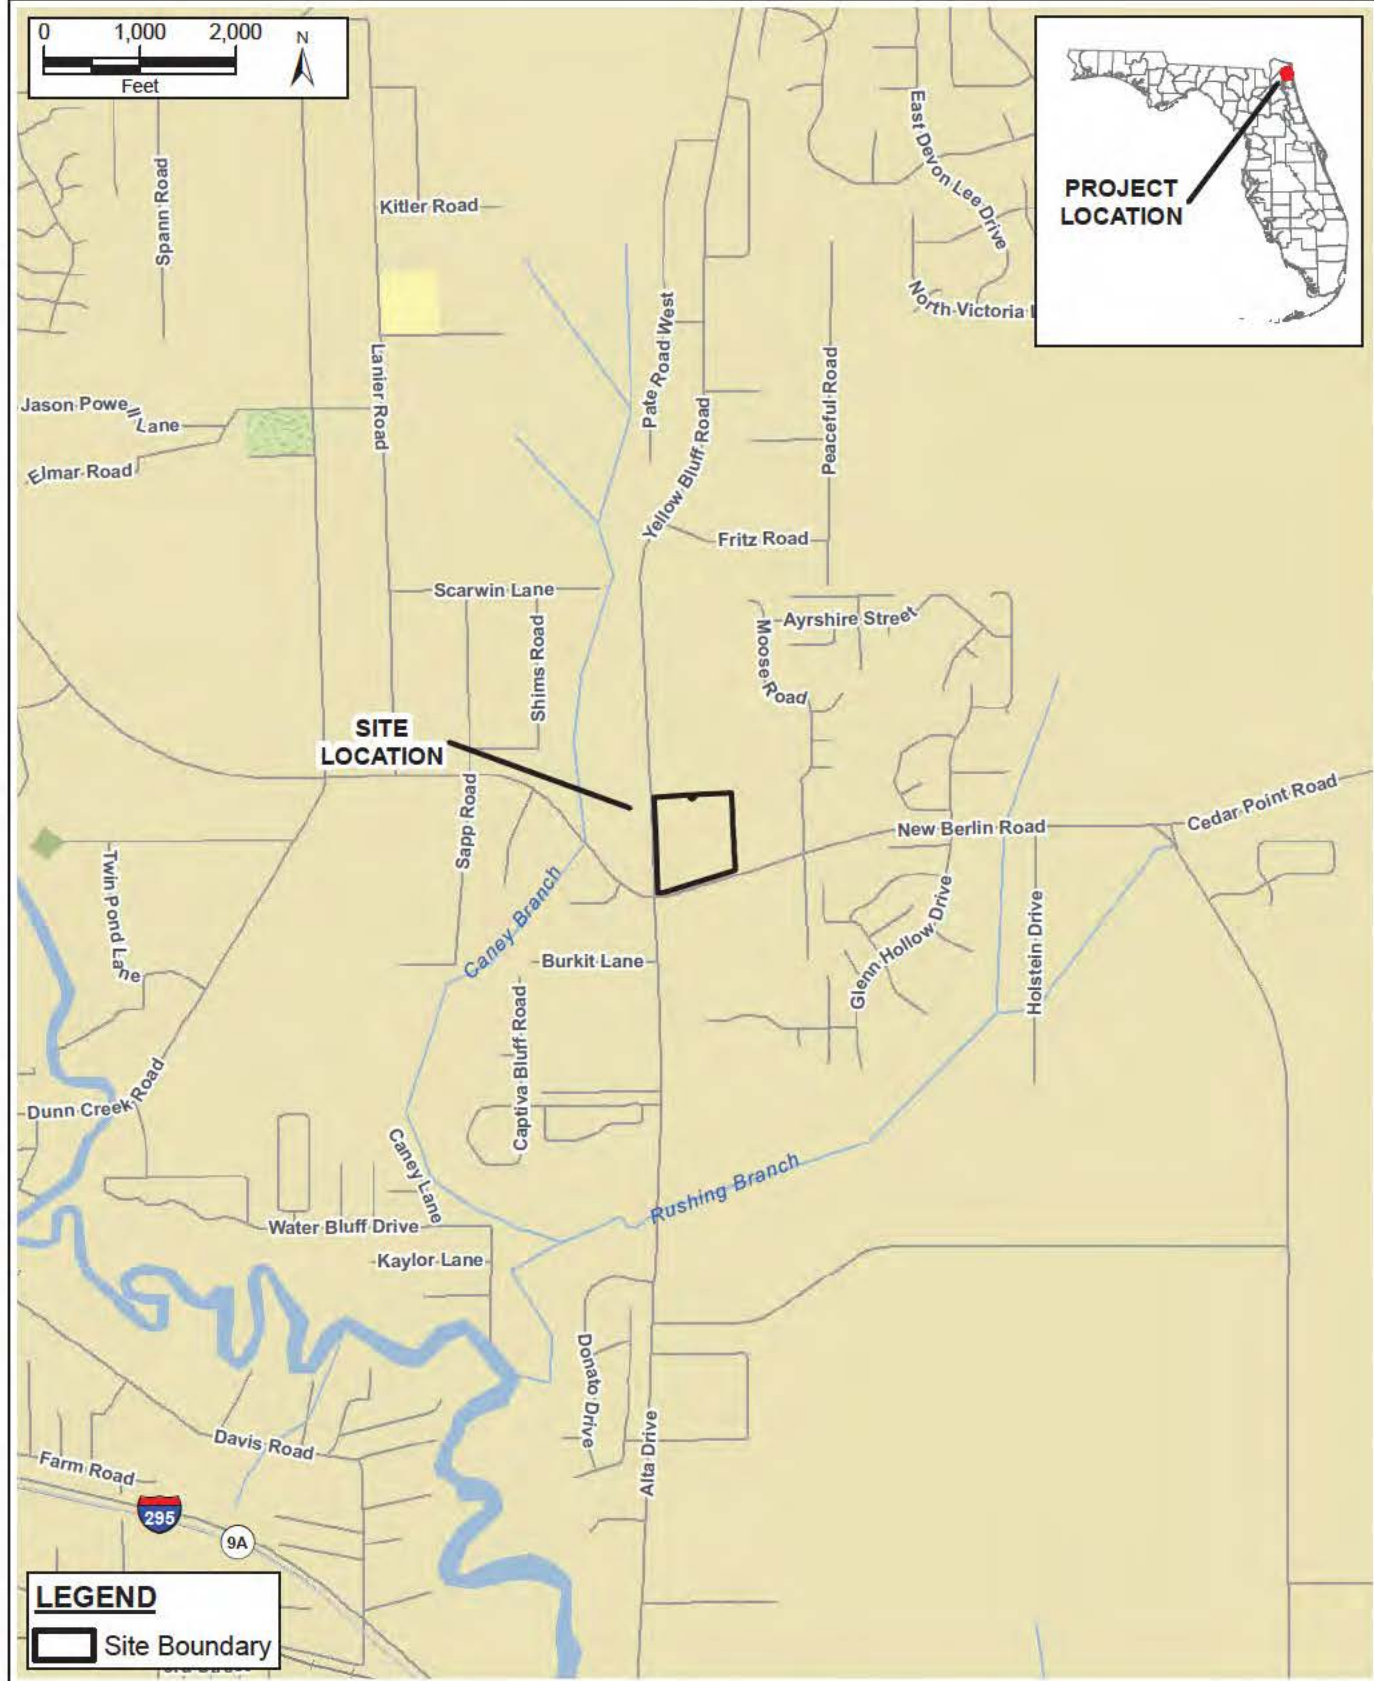 0 1,000 2,000
N
Feet
PROJECT
LOCATION
Spann Road
Kitler Road
East Devon Lee Drive
North Victoria
Lanier Road
Pate Road West
Peaceful Road
Jason Powell Lane
Elmar Road
Yellow Bluff Road
Fritz Road
Scarwin Lane
Shims Road
Ayrshire Street
Moose Road
SITE
LOCATION
Sapp Road
Cedar Point Road
New Berlin Road
Twin Pond Lane
Caney Branch
Glenn Hollow Drive
Holstein Drive
Burkit Lane
Captiva Bluff Road
Dunn Creek Road
Caney Lane
Rushing Branch
Water Bluff Drive
Kaylor Lane
Donato Drive
Alta Drive
Davis Road
Farm Road
295
9A
LEGEND
Site Boundary